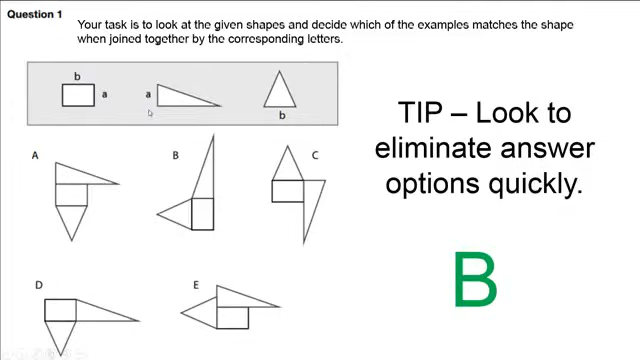 Question 1
Your task is to look at the given shapes and decide which of the examples matches the shape
when joined together by the corresponding letters.
b
a
a
b
TIP – Look to
eliminate answer
options quickly.
A
B
C
D
E
B